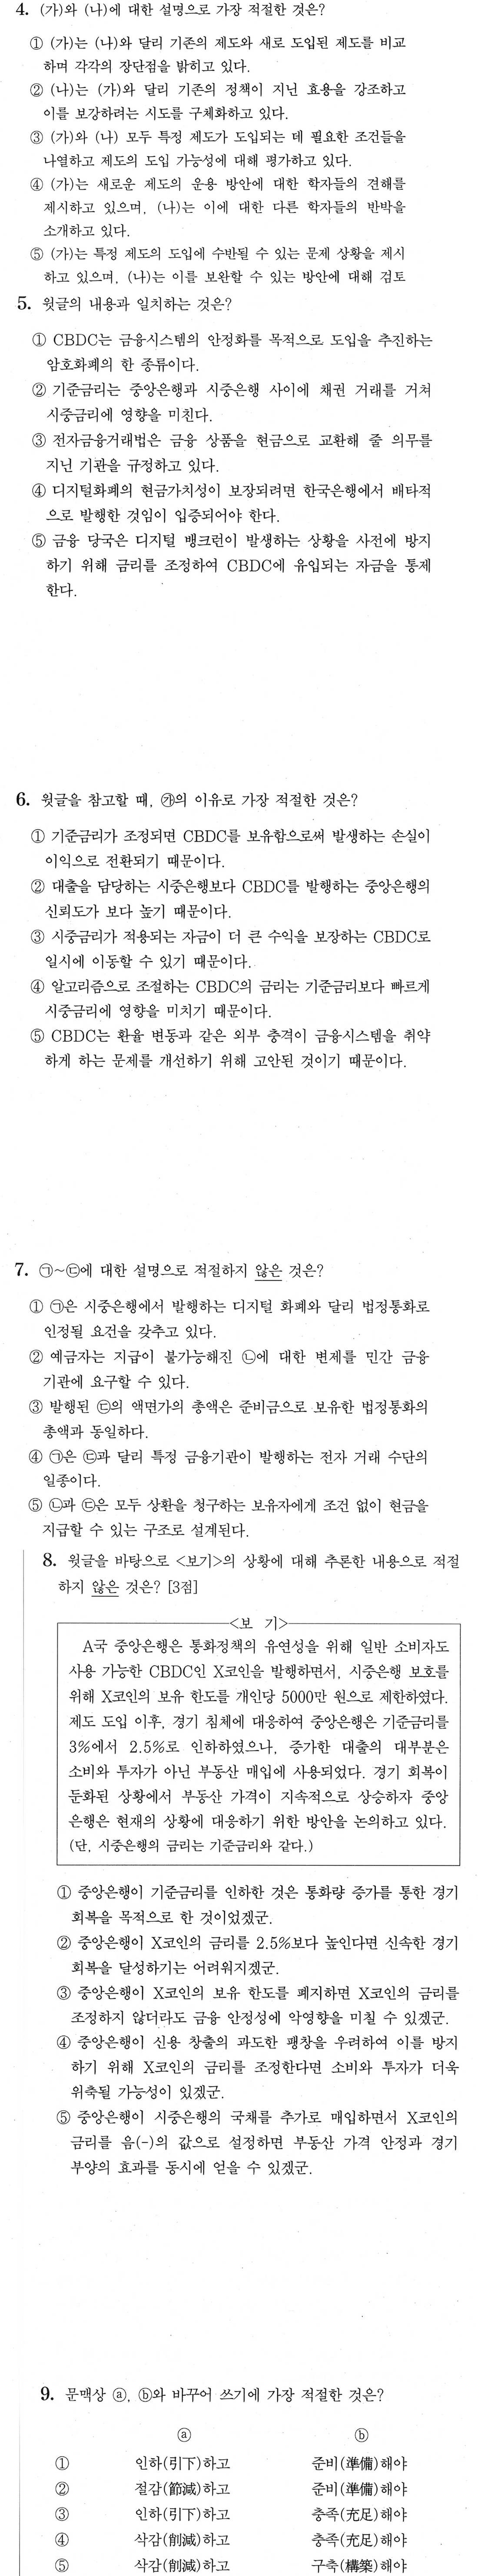 4. (가)와 (나)에 대한 설명으로 가장 적절한 것은?
① (가)는 (나)와 달리 기존의 제도와 새로 도입된 제도를 비교
하며 각각의 장단점을 밝히고 있다.
② (나)는 (가)와 달리 기존의 정책이 지닌 효용을 강조하고
이를 보강하려는 시도를 구체화하고 있다.
③ (가)와 (나) 모두 특정 제도가 도입되는 데 필요한 조건들을
나열하고 제도의 도입 가능성에 대해 평가하고 있다.
④ (가)는 새로운 제도의 운용 방안에 대한 학자들의 견해를
제시하고 있으며, (나)는 이에 대한 다른 학자들의 반박을
소개하고 있다.
⑤ (가)는 특정 제도의 도입에 수반될 수 있는 문제 상황을 제시
하고 있으며, (나)는 이를 보완할 수 있는 방안에 대해 검토
5. 윗글의 내용과 일치하는 것은?
① CBDC는 금융시스템의 안정화를 목적으로 도입을 추진하는
암호화폐의 한 종류이다.
② 기준금리는 중앙은행과 시중은행 사이에 채권 거래를 거쳐
시중금리에 영향을 미친다.
③ 전자금융거래법은 금융 상품을 현금으로 교환해 줄 의무를
지닌 기관을 규정하고 있다.
④ 디지털화폐의 현금가치성이 보장되려면 한국은행에서 배타적
으로 발행한 것임이 입증되어야 한다.
⑤ 금융 당국은 디지털 뱅크런이 발생하는 상황을 사전에 방지
하기 위해 금리를 조정하여 CBDC에 유입되는 자금을 통제
한다.
6. 윗글을 참고할 때, ㉮의 이유로 가장 적절한 것은?
① 기준금리가 조정되면 CBDC를 보유함으로써 발생하는 손실이
이익으로 전환되기 때문이다.
② 대출을 담당하는 시중은행보다 CBDC를 발행하는 중앙은행의
신뢰도가 보다 높기 때문이다.
③ 시중금리가 적용되는 자금이 더 큰 수익을 보장하는 CBDC로
일시에 이동할 수 있기 때문이다.
④ 알고리즘으로 조절하는 CBDC의 금리는 기준금리보다 빠르게
시중금리에 영향을 미치기 때문이다.
⑤ CBDC는 환율 변동과 같은 외부 충격이 금융시스템을 취약
하게 하는 문제를 개선하기 위해 고안된 것이기 때문이다.
7. ㉠~㉢에 대한 설명으로 적절하지 않은 것은?
① ㉠은 시중은행에서 발행하는 디지털 화폐와 달리 법정통화로
인정될 요건을 갖추고 있다.
② 예금자는 지급이 불가능해진 ㉡에 대한 변제를 민간 금융
기관에 요구할 수 있다.
③ 발행된 ㉢의 액면가의 총액은 준비금으로 보유한 법정통화의
총액과 동일하다.
④ ㉠은 ㉢과 달리 특정 금융기관이 발행하는 전자 거래 수단의
일종이다.
⑤ ㉡과 ㉢은 모두 상환을 청구하는 보유자에게 조건 없이 현금을
지급할 수 있는 구조로 설계된다.
8. 윗글을 바탕으로 <보기>의 상황에 대해 추론한 내용으로 적절
하지 않은 것은? [3점]
<보 기>
A국 중앙은행은 통화정책의 유연성을 위해 일반 소비자도
사용 가능한 CBDC인 X코인을 발행하면서, 시중은행 보호를
위해 X코인의 보유 한도를 개인당 5000만 원으로 제한하였다.
제도 도입 이후, 경기 침체에 대응하여 중앙은행은 기준금리를
3%에서 2.5%로 인하하였으나, 증가한 대출의 대부분은
소비와 투자가 아닌 부동산 매입에 사용되었다. 경기 회복이
둔화된 상황에서 부동산 가격이 지속적으로 상승하자 중앙
은행은 현재의 상황에 대응하기 위한 방안을 논의하고 있다.
(단, 시중은행의 금리는 기준금리와 같다.)
① 중앙은행이 기준금리를 인하한 것은 통화량 증가를 통한 경기
회복을 목적으로 한 것이었겠군.
② 중앙은행이 X코인의 금리를 2.5%보다 높인다면 신속한 경기
회복을 달성하기는 어려워지겠군.
③ 중앙은행이 X코인의 보유 한도를 폐지하면 X코인의 금리를
조정하지 않더라도 금융 안정성에 악영향을 미칠 수 있겠군.
④ 중앙은행이 신용 창출의 과도한 팽창을 우려하여 이를 방지
하기 위해 X코인의 금리를 조정한다면 소비와 투자가 더욱
위축될 가능성이 있겠군.
⑤ 중앙은행이 시중은행의 국채를 추가로 매입하면서 X코인의
금리를 음(-)의 값으로 설정하면 부동산 가격 안정과 경기
부양의 효과를 동시에 얻을 수 있겠군.
9. 문맥상 ⓐ, ⓑ와 바꾸어 쓰기에 가장 적절한 것은?
ⓐ ⓑ
① 인하(引下)하고 준비(準備)해야
② 절감(節減)하고 준비(準備)해야
③ 인하(引下)하고 충족(充足)해야
④ 삭감(削減)하고 충족(充足)해야
⑤ 삭감(削減)하고 구축(構築)해야